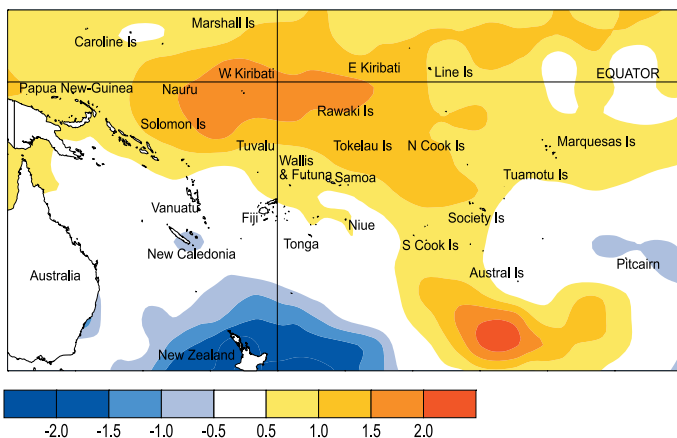 Marshall Is
Caroline Is
W Kiribati
E Kiribati
Line Is
EQUATOR
Papua New-Guinea
Nauru
Rawaki Is
Solomon Is
Tuvalu
Tokelau Is
N Cook Is
Marquesas Is
Wallis
& Futuna
Samoa
Tuamotu Is
Vanuatu
Fiji
Niue
Society Is
Tonga
S Cook Is
New Caledonia
Australia
Austral Is
Pitcairn
New Zealand
-2.0 -1.5 -1.0 -0.5 0.5 1.0 1.5 2.0